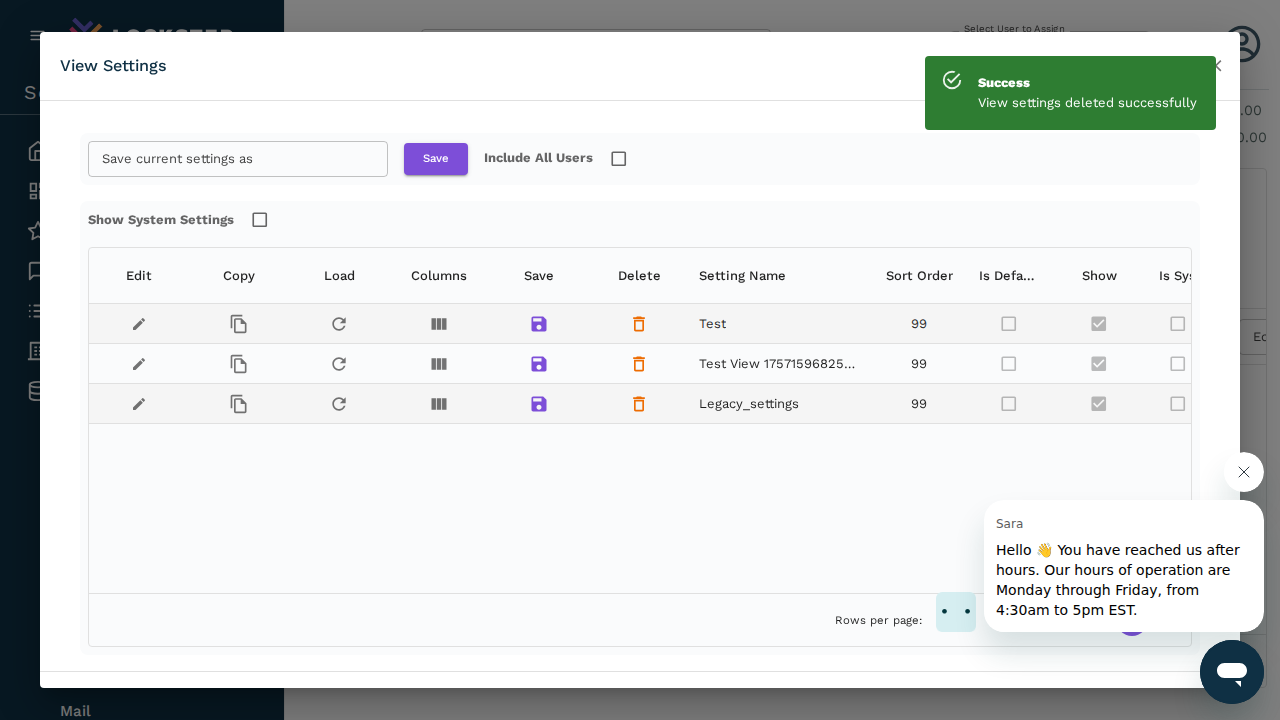 Select User to Assign
View Settings
Success
View settings deleted successfully
.00
0.00
Save current settings as
Save
Include All Users
Show System Settings
Edit Copy Load Columns Save Delete Setting Name Sort Order Is Defa... Show Is Sys
Test 99
Test View 17571596825... 99
Legacy_settings 99
Sara
Hello 👋 You have reached us after
hours. Our hours of operation are
Monday through Friday, from
4:30am to 5pm EST.
Rows per page:
Mail